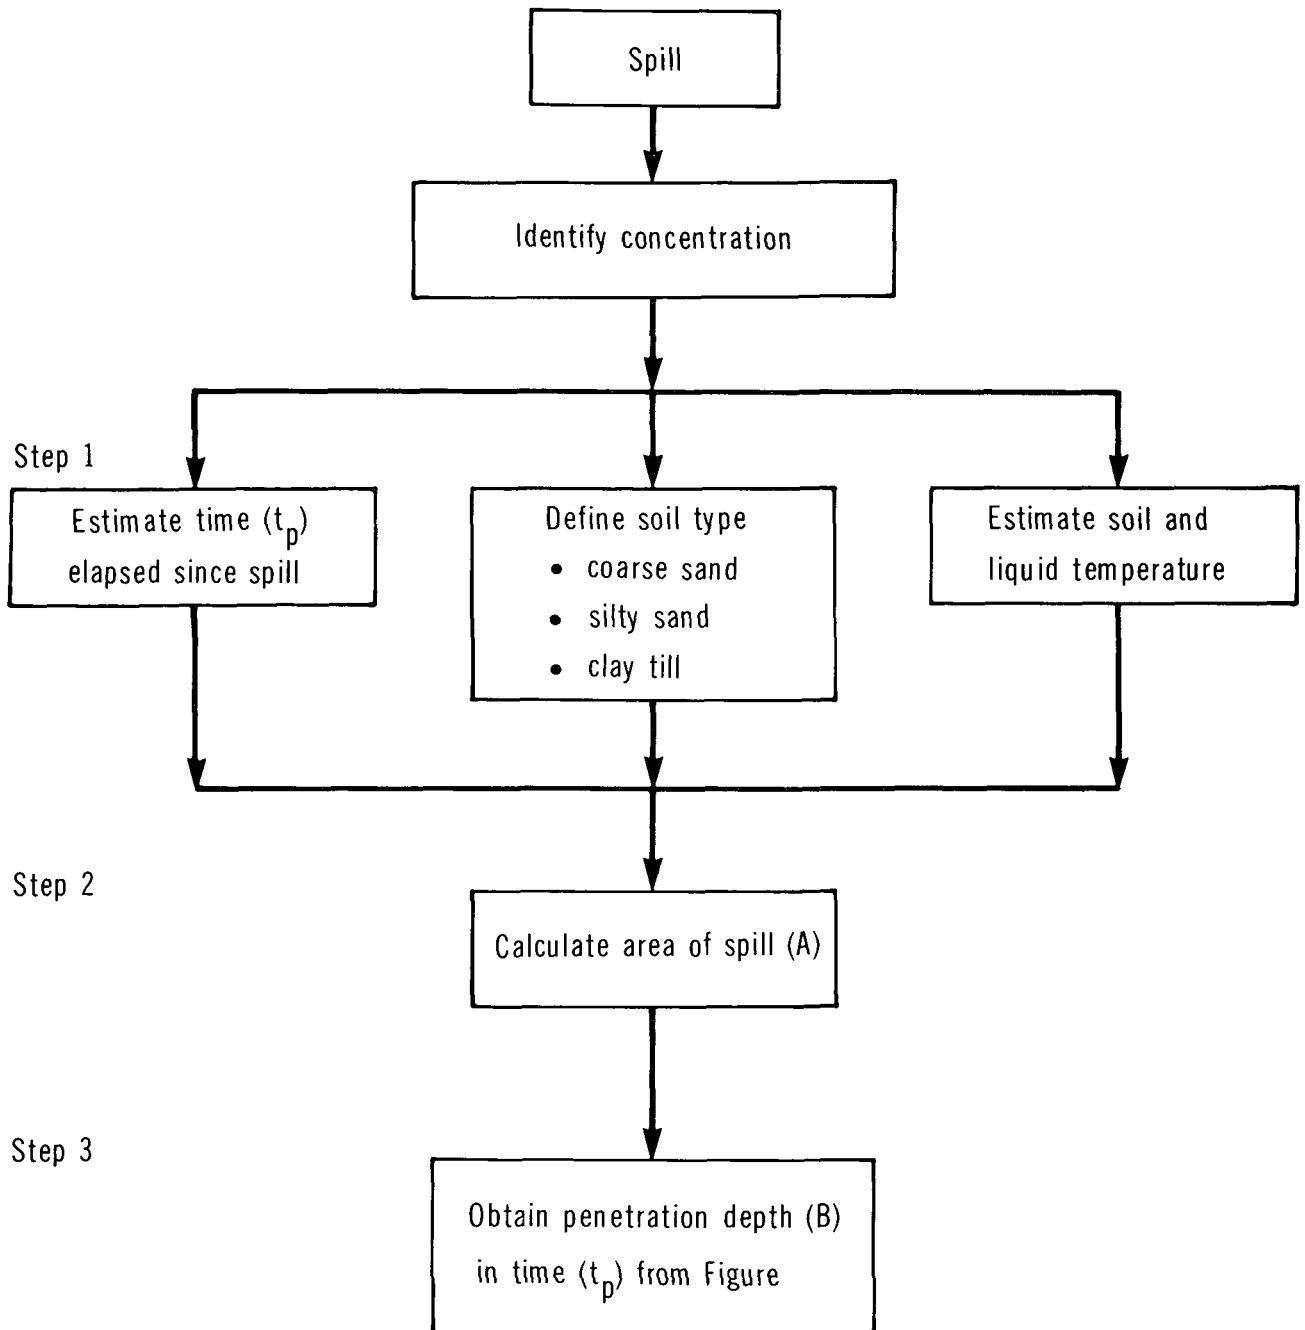 Spill
Identify concentration
Step 1
Estimate time (tp)
elapsed since spill
Define soil type
• coarse sand
• silty sand
• clay till
Estimate soil and
liquid temperature
Step 2
Calculate area of spill (A)
Step 3
Obtain penetration depth (B)
in time (tp) from Figure